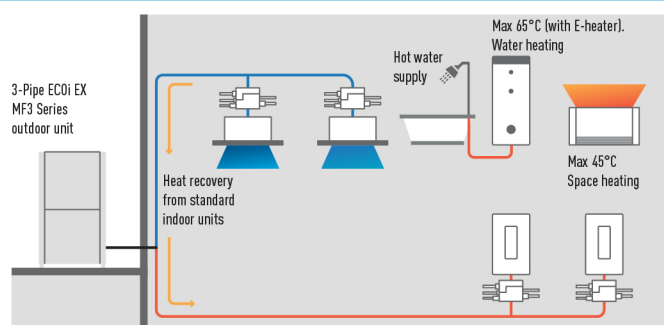 3-Pipe ECOi EX
MF3 Series
outdoor unit
Heat recovery
from standard
indoor units
Hot water
supply
Max 65°C (with E-heater).
Water heating
Max 45°C
Space heating